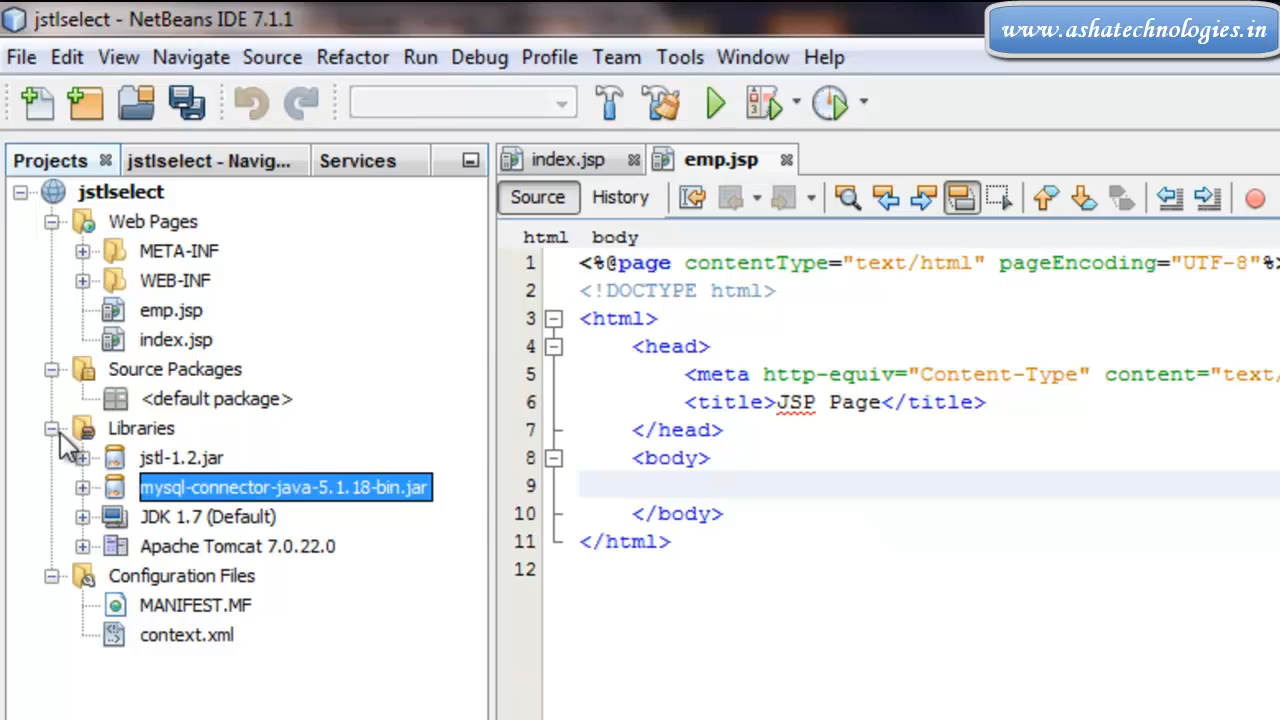 jstlselect - NetBeans IDE 7.1.1
www.ashatechnologies.in
File Edit View Navigate Source Refactor Run Debug Profile Team Tools Window Help
Projects jstlselect - Navig... Services
index.jsp emp.jsp
jstlselect
Web Pages
META-INF
WEB-INF
emp.jsp
index.jsp
Source Packages
<default package>
Libraries
jstl-1.2.jar
mysql-connector-java-5.1.18-bin.jar
JDK 1.7 (Default)
Apache Tomcat 7.0.22.0
Configuration Files
MANIFEST.MF
context.xml
Source History
html body
1 <%@page contentType="text/html" pageEncoding="UTF-8"%>
2 <!DOCTYPE html>
3 <html>
4 <head>
5 <meta http-equiv="Content-Type" content="text/
6 <title>JSP Page</title>
7 </head>
8 <body>
9
10 </body>
11 </html>
12